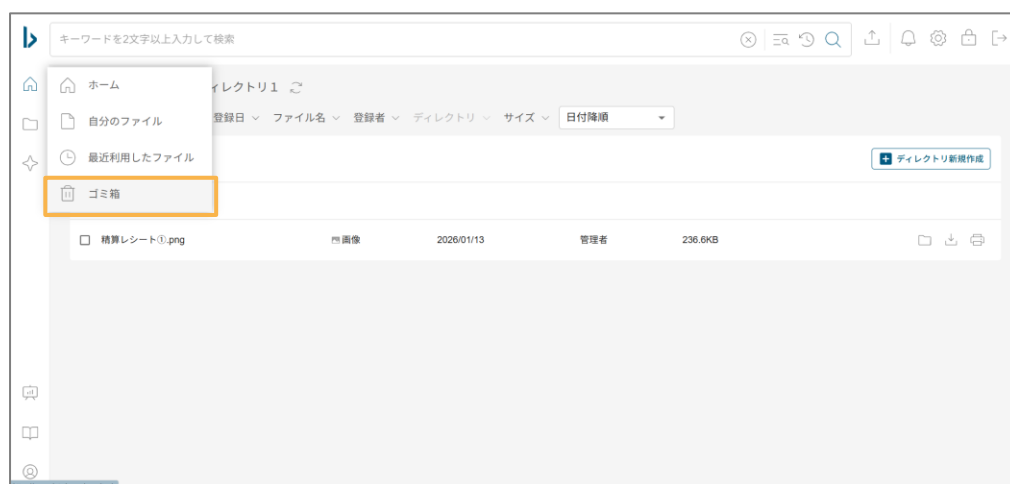 キーワードを2文字以上入力して検索
ホーム
ィレクトリ1
自分のファイル
登録日 ファイル名 登録者 ディレクトリ サイズ 日付降順
最近利用したファイル
ディレクトリ新規作成
ゴミ箱
精算レシート①.png 画像 2026/01/13 管理者 236.6KB